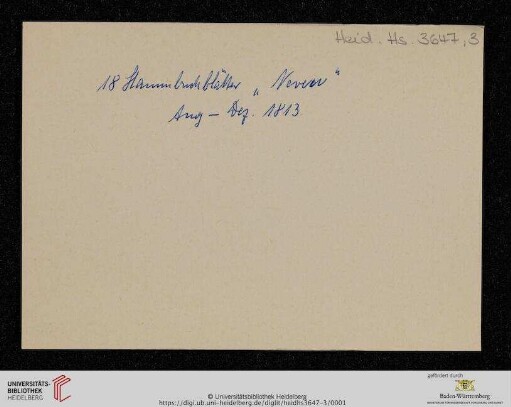 Heid. Hs. 3647,3
18 Stammbuchblätter „Neven“
Aug – Dez. 1813
UNIVERSITÄTS-
BIBLIOTHEK
HEIDELBERG
© Universitätsbibliothek Heidelberg
https://digi.ub.uni-heidelberg.de/diglit/heidhs3647-3/0001
gefördert durch
Baden-Württemberg